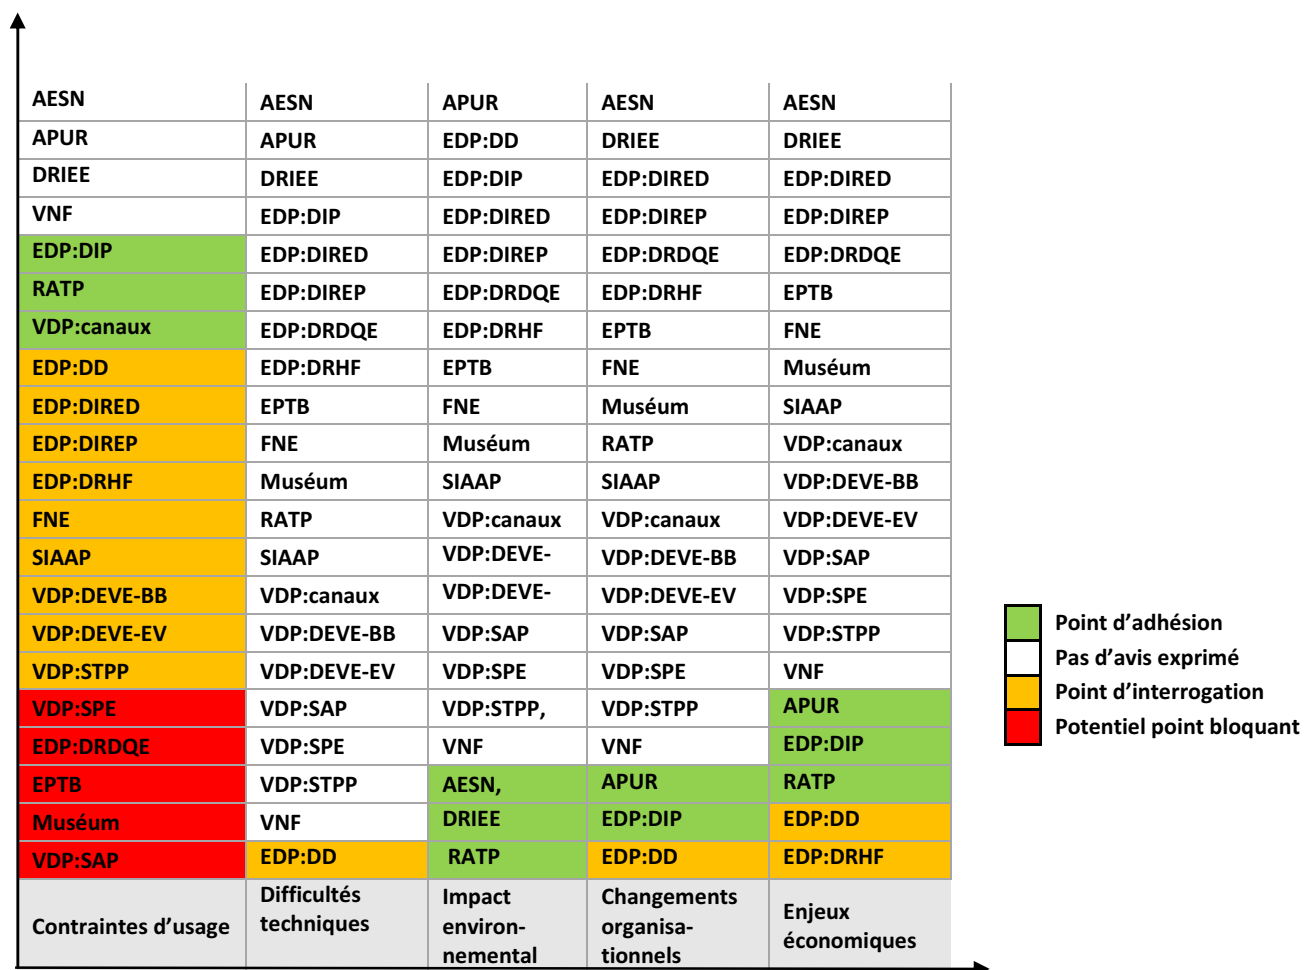 AESN AESN APUR AESN AESN
APUR APUR EDP:DD DRIEE DRIEE
DRIEE DRIEE EDP:DIP EDP:DIRED EDP:DIRED
VNF EDP:DIP EDP:DIRED EDP:DIREP EDP:DIREP
EDP:DIP EDP:DIRED EDP:DIREP EDP:DRDQE EDP:DRDQE
RATP EDP:DIREP EDP:DRDQE EDP:DRHF EPTB
VDP:canaux EDP:DRDQE EDP:DRHF EPTB FNE
EDP:DD EDP:DRHF EPTB FNE Muséum
EDP:DIRED EPTB FNE Muséum SIAAP
EDP:DIREP FNE Muséum RATP VDP:canaux
EDP:DRHF Muséum SIAAP SIAAP VDP:DEVE-BB
FNE RATP VDP:canaux VDP:canaux VDP:DEVE-EV
SIAAP SIAAP VDP:DEVE- VDP:DEVE-BB VDP:SAP
VDP:DEVE-BB VDP:canaux VDP:DEVE- VDP:DEVE-EV VDP:SPE
VDP:DEVE-EV VDP:DEVE-BB VDP:SAP VDP:SAP VDP:STPP
VDP:STPP VDP:DEVE-EV VDP:SPE VDP:SPE VNF
VDP:SPE VDP:SAP VDP:STPP, VDP:STPP APUR
EDP:DRDQE VDP:SPE VNF VNF EDP:DIP
EPTB VDP:STPP AESN, APUR RATP
Muséum VNF DRIEE EDP:DIP EDP:DD
VDP:SAP EDP:DD RATP EDP:DD EDP:DRHF
Contraintes d'usage
Difficultés
techniques
Impact
environ-
nemental
Changements
organisa-
tionnels
Enjeux
économiques
Point d'adhésion
Pas d'avis exprimé
Point d'interrogation
Potentiel point bloquant